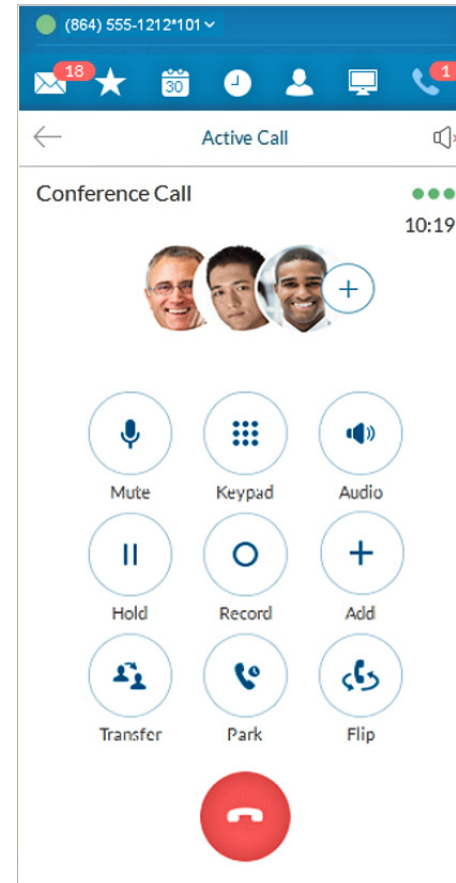 (864) 555-1212*101
18
30
1
Active Call
Conference Call
10:19
Mute
Keypad
Audio
Hold
Record
Add
Transfer
Park
Flip